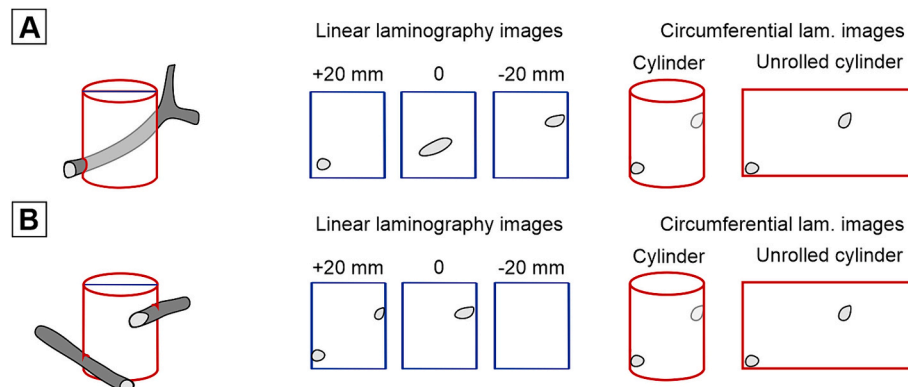 A
Linear laminography images
Circumferential lam. images
+20 mm
0
-20 mm
Cylinder
Unrolled cylinder
B
Linear laminography images
Circumferential lam. images
+20 mm
0
-20 mm
Cylinder
Unrolled cylinder